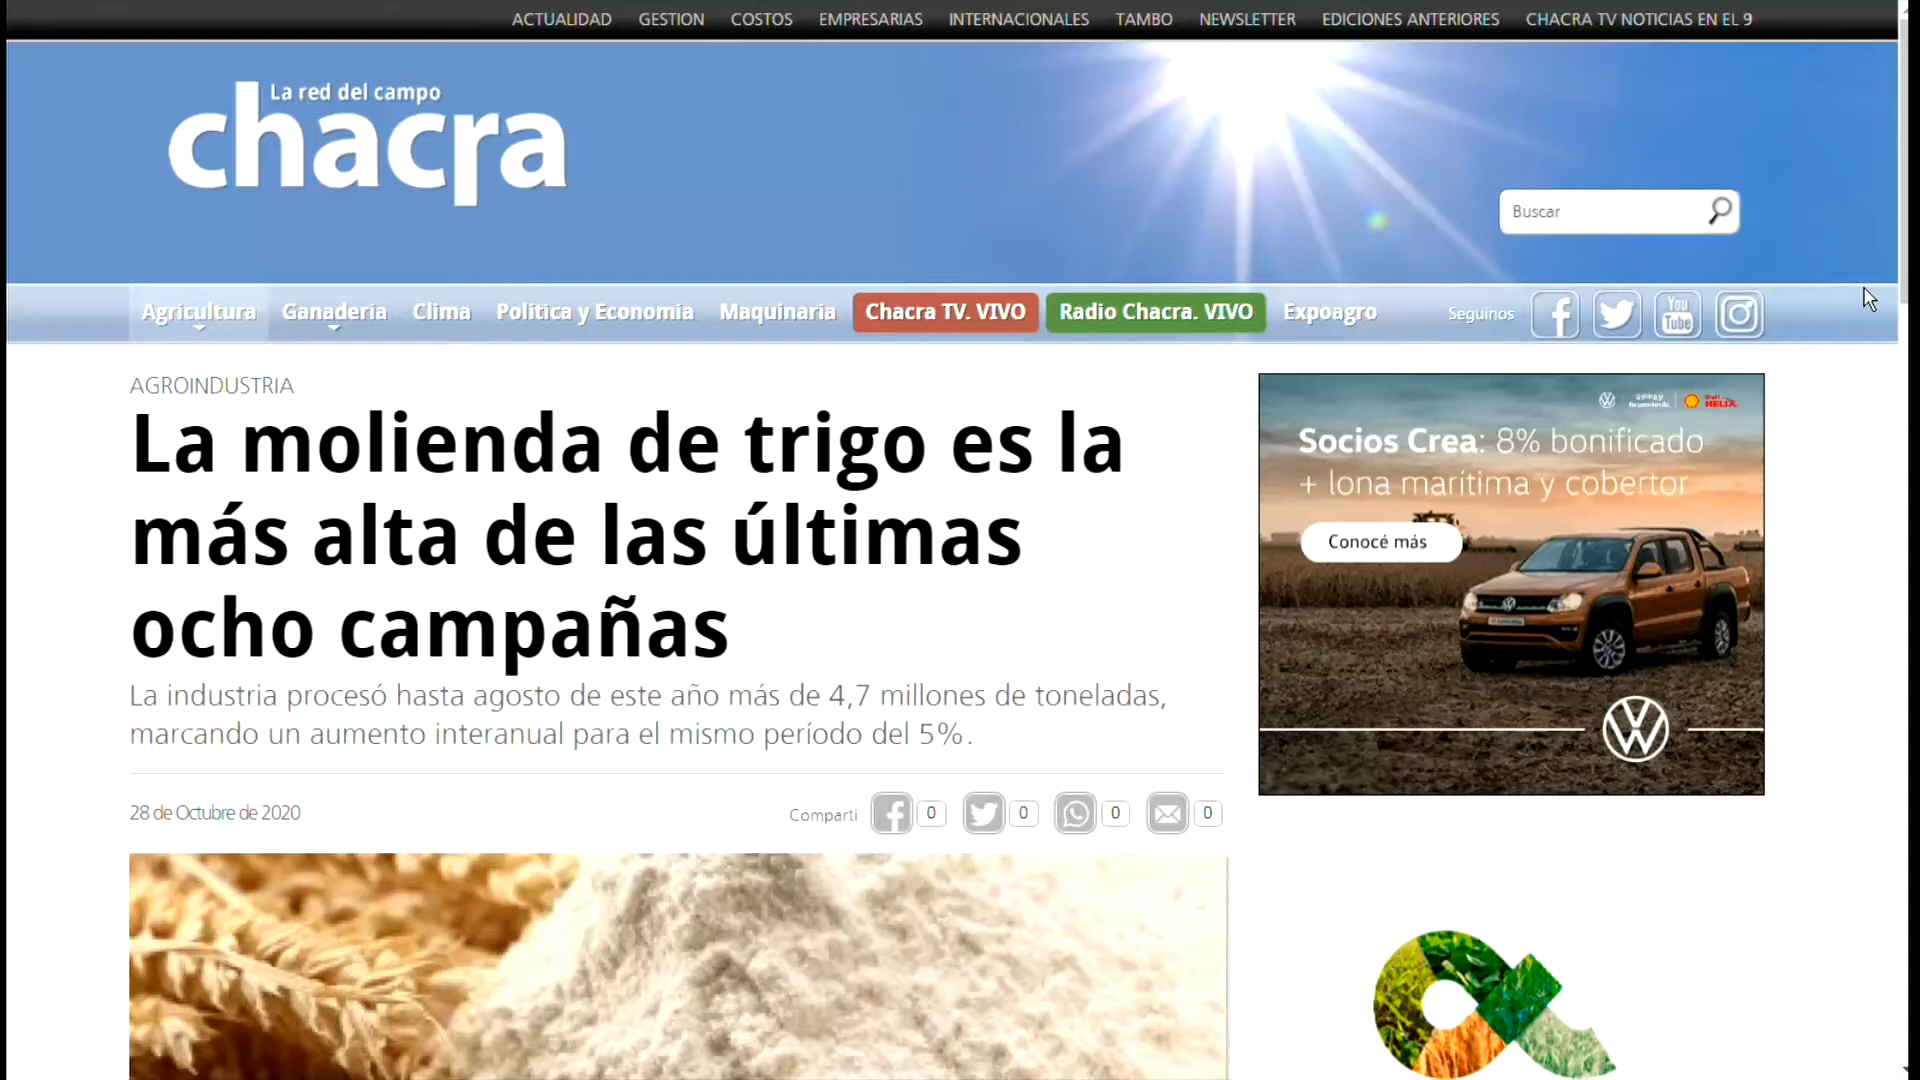 ACTUALIDAD GESTION COSTOS EMPRESARIAS INTERNACIONALES TAMBO NEWSLETTER EDICIONES ANTERIORES CHACRA TV NOTICIAS EN EL 9
La red del campo
chacra
Buscar
Agricultura Ganadería Clima Política y Economía Maquinaria Chacra TV. VIVO Radio Chacra. VIVO Expoagro Seguinos You Tube
AGROINDUSTRIA
La molienda de trigo es la
más alta de las últimas
ocho campañas
La industria procesó hasta agosto de este año más de 4,7 millones de toneladas,
marcando un aumento interanual para el mismo período del 5%.
28 de Octubre de 2020
Compartí 0 0 0 0
HELIX
Socios Crea: 8% bonificado
+ lona marítima y cobertor
Conocé más